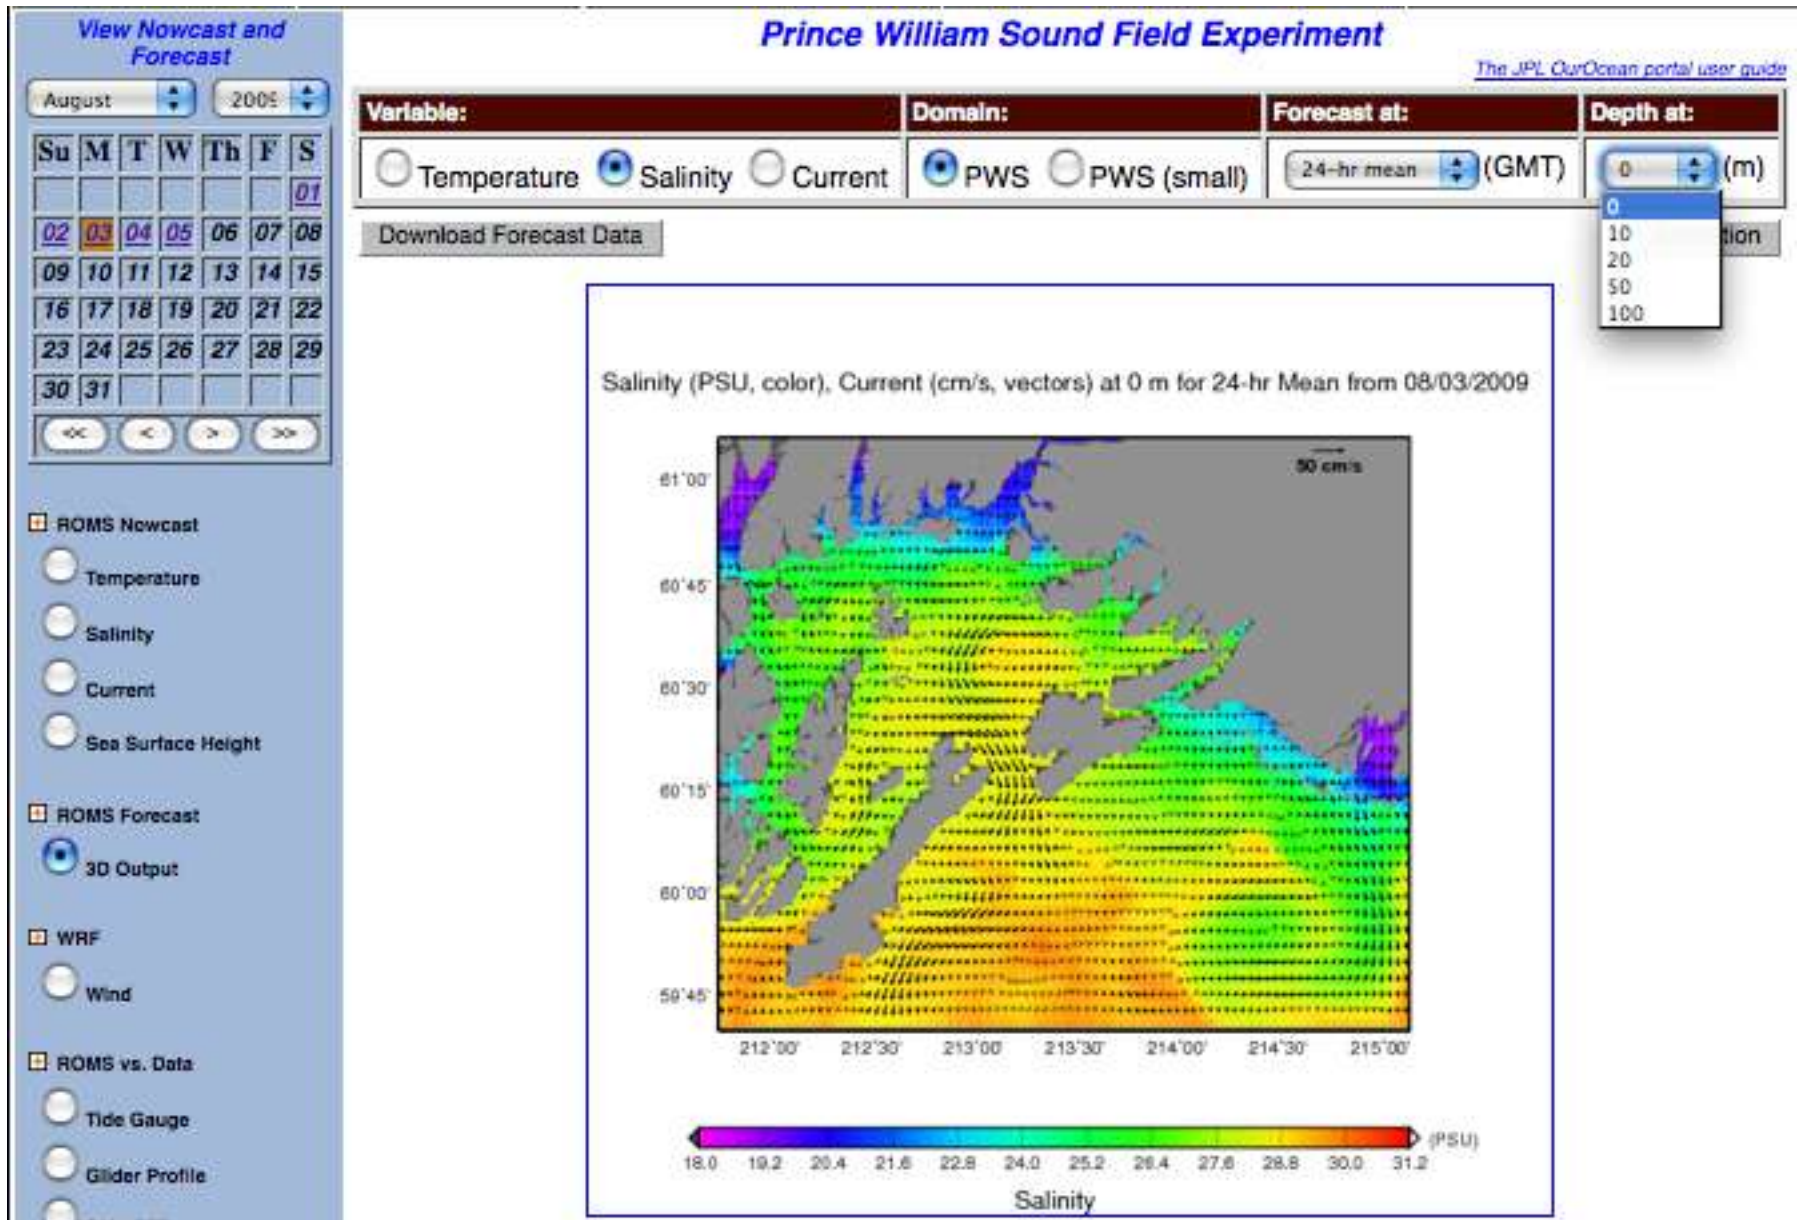 View Nowcast and
Forecast
August
Su M T W Th F S
01
02 03 04 05 06 07 08
09 10 11 12 13 14 15
16 17 18 19 20 21 22
23 24 25 26 27 28 29
30 31
<< < > >>
ROMS Nowcast
Temperature
Salinity
Current
Sea Surface Height
ROMS Forecast
3D Output
WRF
Wind
ROMS vs. Data
Tide Gauge
Glider Profile
Prince William Sound Field Experiment
The JPL OurOcean portal user guide
Variable: Domain: Forecast at: Depth at:
Temperature Salinity Current PWS PWS (small) 24-hr mean (GMT) 0 (m)
0
10
20
50
100
Download Forecast Data
Salinity (PSU, color), Current (cm/s, vectors) at 0 m for 24-hr Mean from 08/03/2009
50 cm/s
61°00'
60°45'
60°30'
60°15'
60°00'
59°45'
212°00' 212°30' 213°00' 213°30' 214°00' 214°30' 215°00'
18.0 19.2 20.4 21.6 22.8 24.0 25.2 26.4 27.6 28.8 30.0 31.2 (PSU)
Salinity